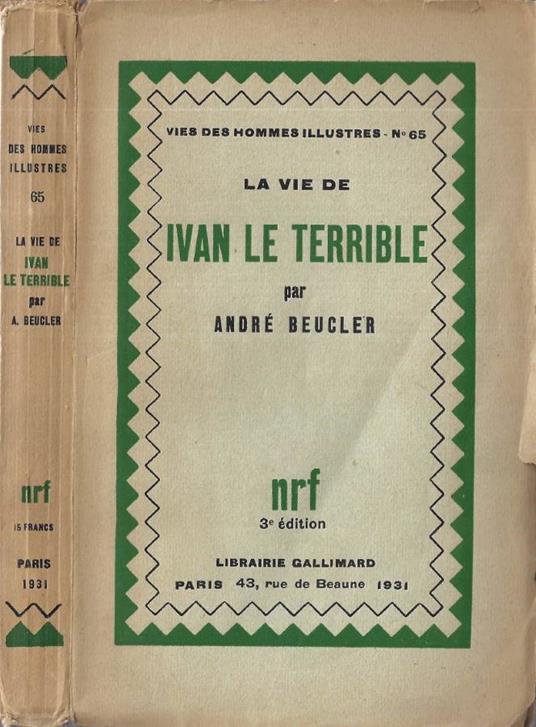 VIES
DES HOMMES
ILLUSTRES
65
LA VIE DE
IVAN
LE TERRIBLE
par
A. BEUCLER
nrf
15 FRANCS
PARIS
1931
VIES DES HOMMES ILLUSTRES - No 65
LA VIE DE
IVAN LE TERRIBLE
par
ANDRÉ BEUCLER
nrf
3e édition
LIBRAIRIE GALLIMARD
PARIS 43, rue de Beaune 1931